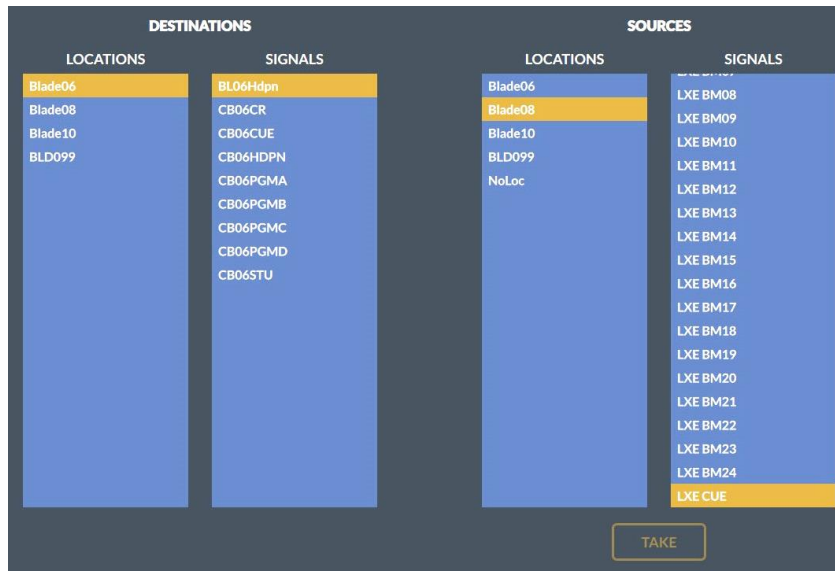 DESTINATIONS
LOCATIONS
Blade06
Blade08
Blade10
BLD099
SIGNALS
BL06Hdpn
CB06CR
CB06CUE
CB06HDPN
CB06PGMA
CB06PGMB
CB06PGMC
CB06PGMD
CB06STU
SOURCES
LOCATIONS
Blade06
Blade08
Blade10
BLD099
NoLoc
SIGNALS
LXE BM08
LXE BM09
LXE BM10
LXE BM11
LXE BM12
LXE BM13
LXE BM14
LXE BM15
LXE BM16
LXE BM17
LXE BM18
LXE BM19
LXE BM20
LXE BM21
LXE BM22
LXE BM23
LXE BM24
LXE CUE
TAKE